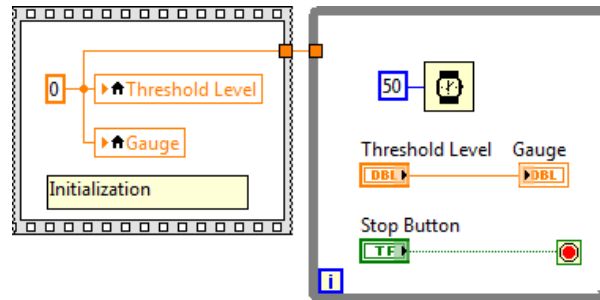 0
Threshold Level
Gauge
Initialization
50
Threshold Level Gauge
DBL DBL
Stop Button
TF
i